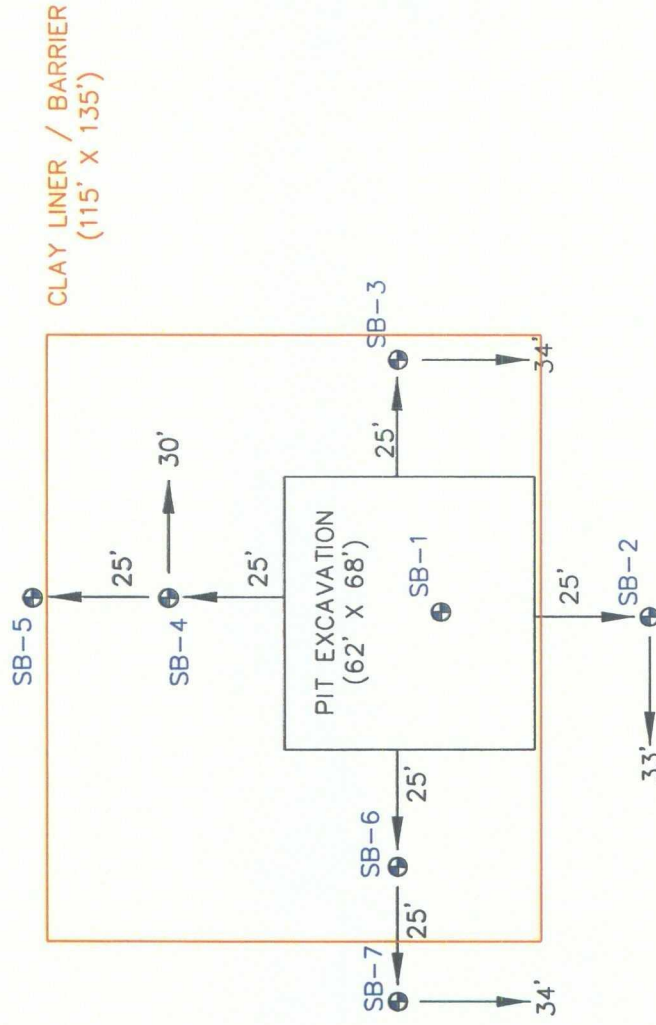 CLAY LINER / BARRIER
(115' X 135')
SB-5
25'
SB-4
30'
25'
SB-3
25'
34'
PIT EXCAVATION
(62' X 68')
SB-1
25'
SB-6
25'
SB-7
34'
25'
SB-2
33'